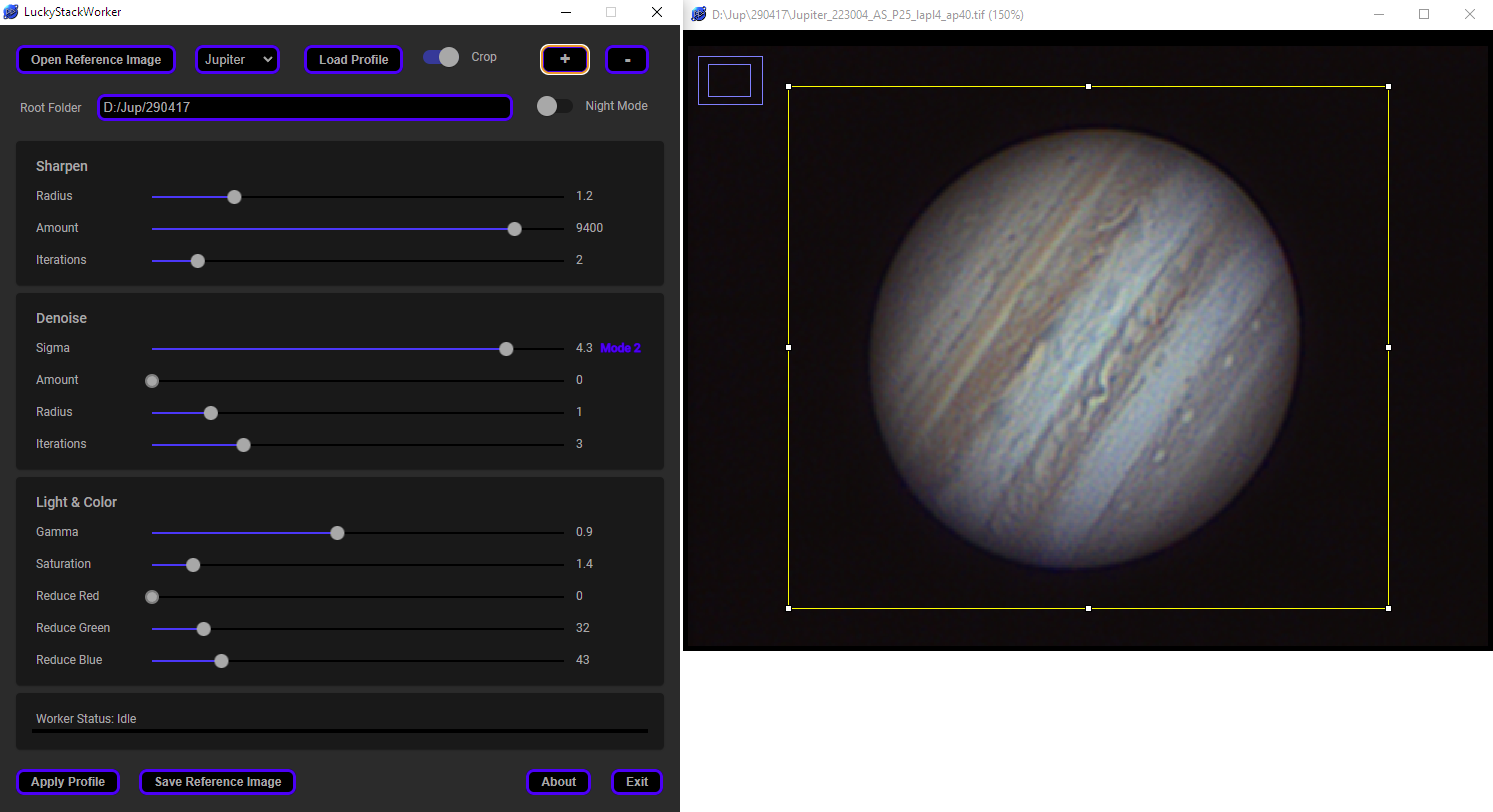 LuckyStackWorker
Open Reference Image Jupiter Load Profile Crop + -
Root Folder D:/Jup/290417 Night Mode
Sharpen
Radius 1.2
Amount 9400
Iterations 2
Denoise
Sigma 4.3 Mode 2
Amount 0
Radius 1
Iterations 3
Light & Color
Gamma 0.9
Saturation 1.4
Reduce Red 0
Reduce Green 32
Reduce Blue 43
Worker Status: Idle
Apply Profile Save Reference Image About Exit
D:\Jup\290417\Jupiter_223004_AS_P25_lapl4_ap40.tif (150%)